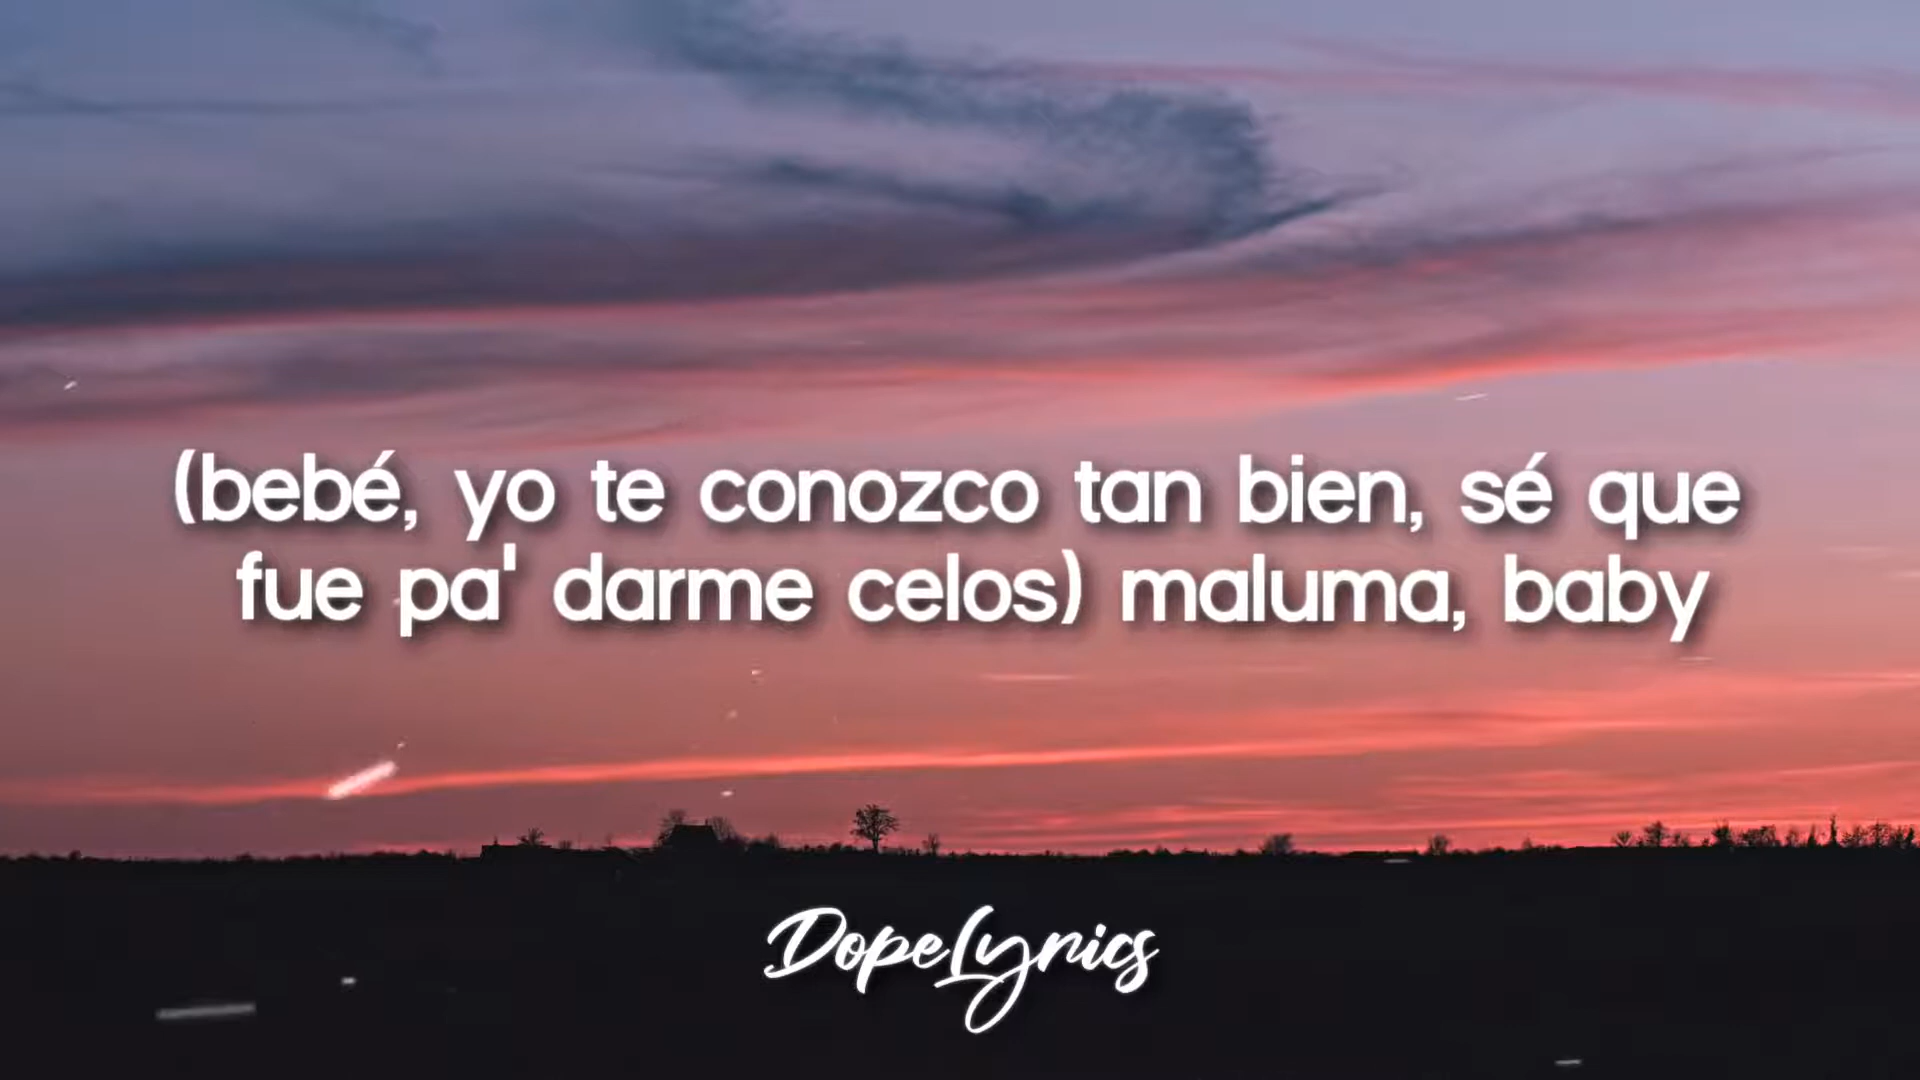 (bebé, yo te conozco tan bien, sé que
fue pa' darme celos) maluma, baby
DopeLyrics